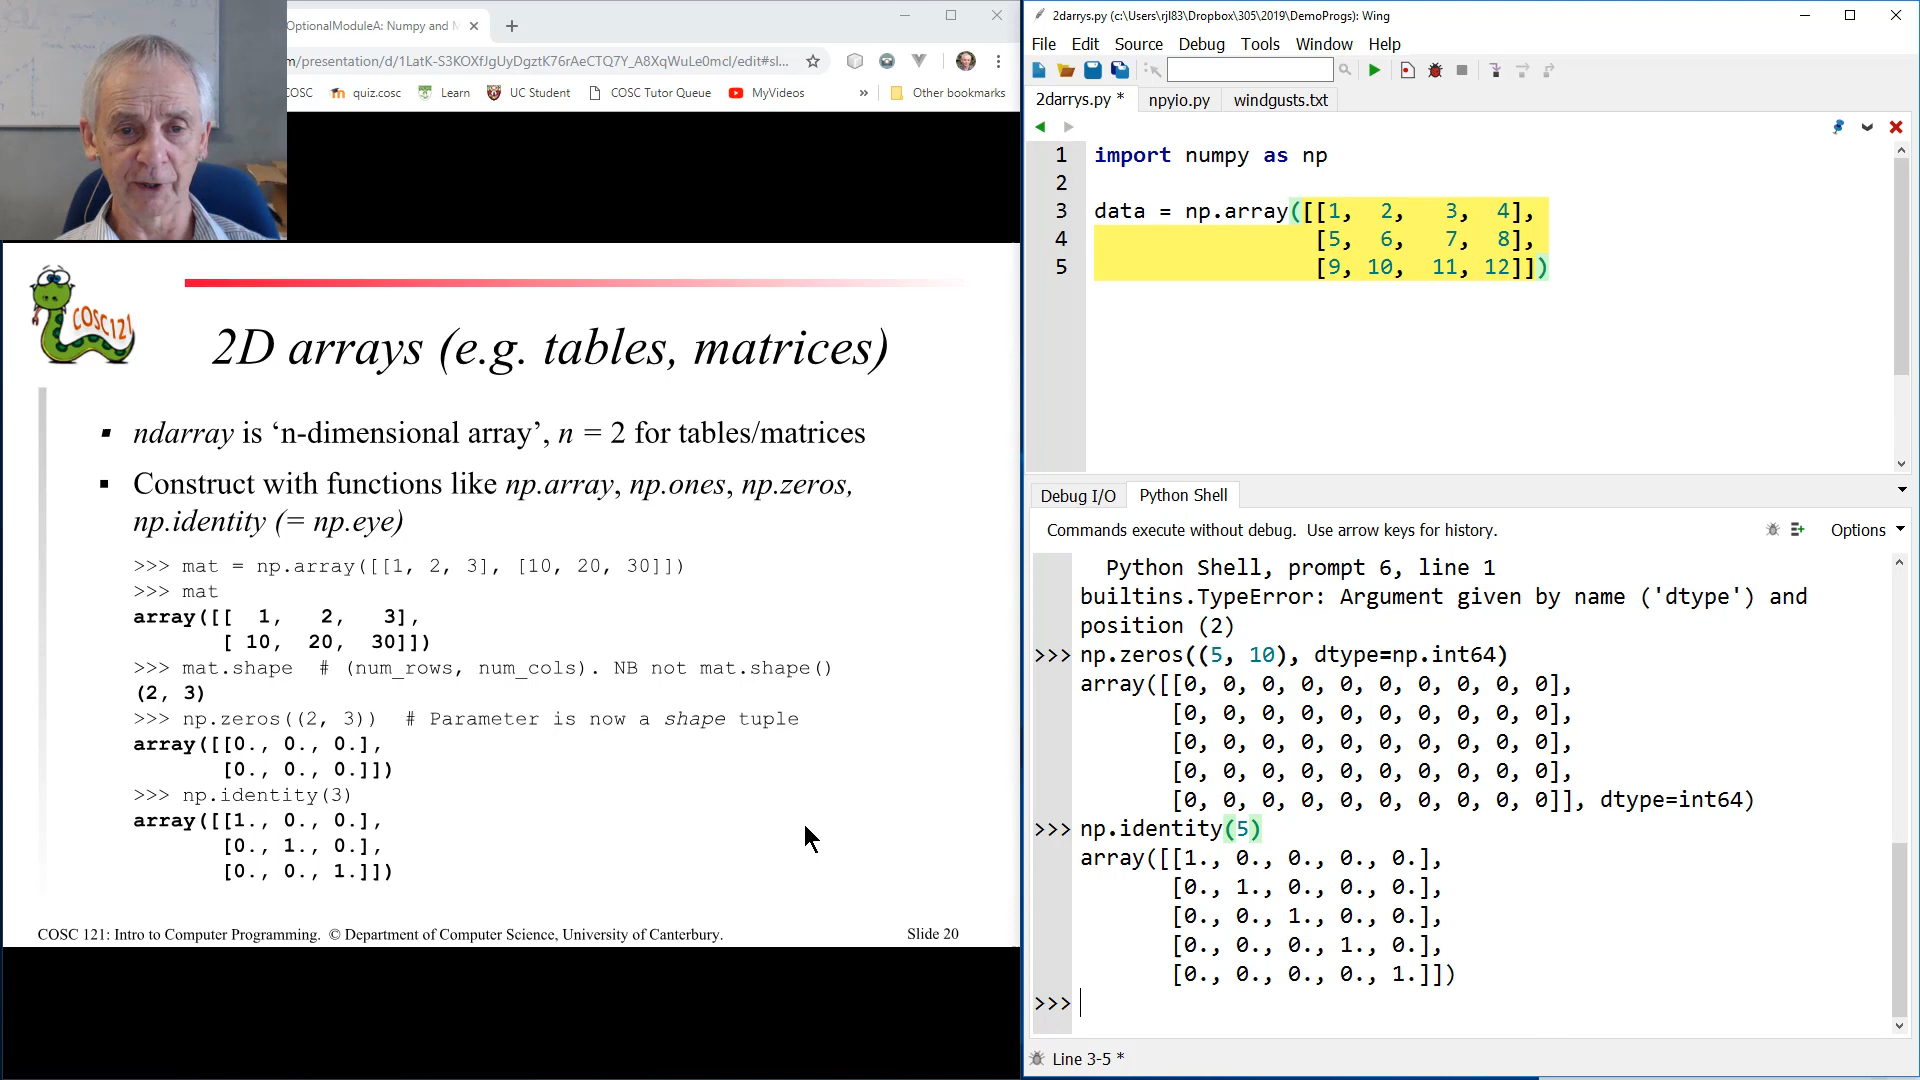 OptionalModuleA: Numpy and M
m/presentation/d/1LatK-S3KOXfJgUyDgztK76rAeCTQ7Y_A8XqWuLe0mcI/edit#sl...
COSC quiz.cosc Learn UC Student COSC Tutor Queue MyVideos » Other bookmarks
COSC121
2D arrays (e.g. tables, matrices)
▪ ndarray is ‘n-dimensional array’, n = 2 for tables/matrices
▪ Construct with functions like np.array, np.ones, np.zeros,
np.identity (= np.eye)
>>> mat = np.array([[1, 2, 3], [10, 20, 30]])
>>> mat
array([[ 1, 2, 3],
[ 10, 20, 30]])
>>> mat.shape # (num_rows, num_cols). NB not mat.shape()
(2, 3)
>>> np.zeros((2, 3)) # Parameter is now a shape tuple
array([[0., 0., 0.],
[0., 0., 0.]])
>>> np.identity(3)
array([[1., 0., 0.],
[0., 1., 0.],
[0., 0., 1.]])
COSC 121: Intro to Computer Programming. © Department of Computer Science, University of Canterbury. Slide 20
2darrys.py (c:\Users\rjl83\Dropbox\305\2019\DemoProgs): Wing
File Edit Source Debug Tools Window Help
2darrys.py * npyio.py windgusts.txt
1 import numpy as np
2
3 data = np.array([[1, 2, 3, 4],
4 [5, 6, 7, 8],
5 [9, 10, 11, 12]])
Debug I/O Python Shell
Commands execute without debug. Use arrow keys for history. Options
Python Shell, prompt 6, line 1
builtins.TypeError: Argument given by name ('dtype') and
position (2)
>>> np.zeros((5, 10), dtype=np.int64)
array([[0, 0, 0, 0, 0, 0, 0, 0, 0, 0],
[0, 0, 0, 0, 0, 0, 0, 0, 0, 0],
[0, 0, 0, 0, 0, 0, 0, 0, 0, 0],
[0, 0, 0, 0, 0, 0, 0, 0, 0, 0],
[0, 0, 0, 0, 0, 0, 0, 0, 0, 0]], dtype=int64)
>>> np.identity(5)
array([[1., 0., 0., 0., 0.],
[0., 1., 0., 0., 0.],
[0., 0., 1., 0., 0.],
[0., 0., 0., 1., 0.],
[0., 0., 0., 0., 1.]])
>>>
Line 3-5 *